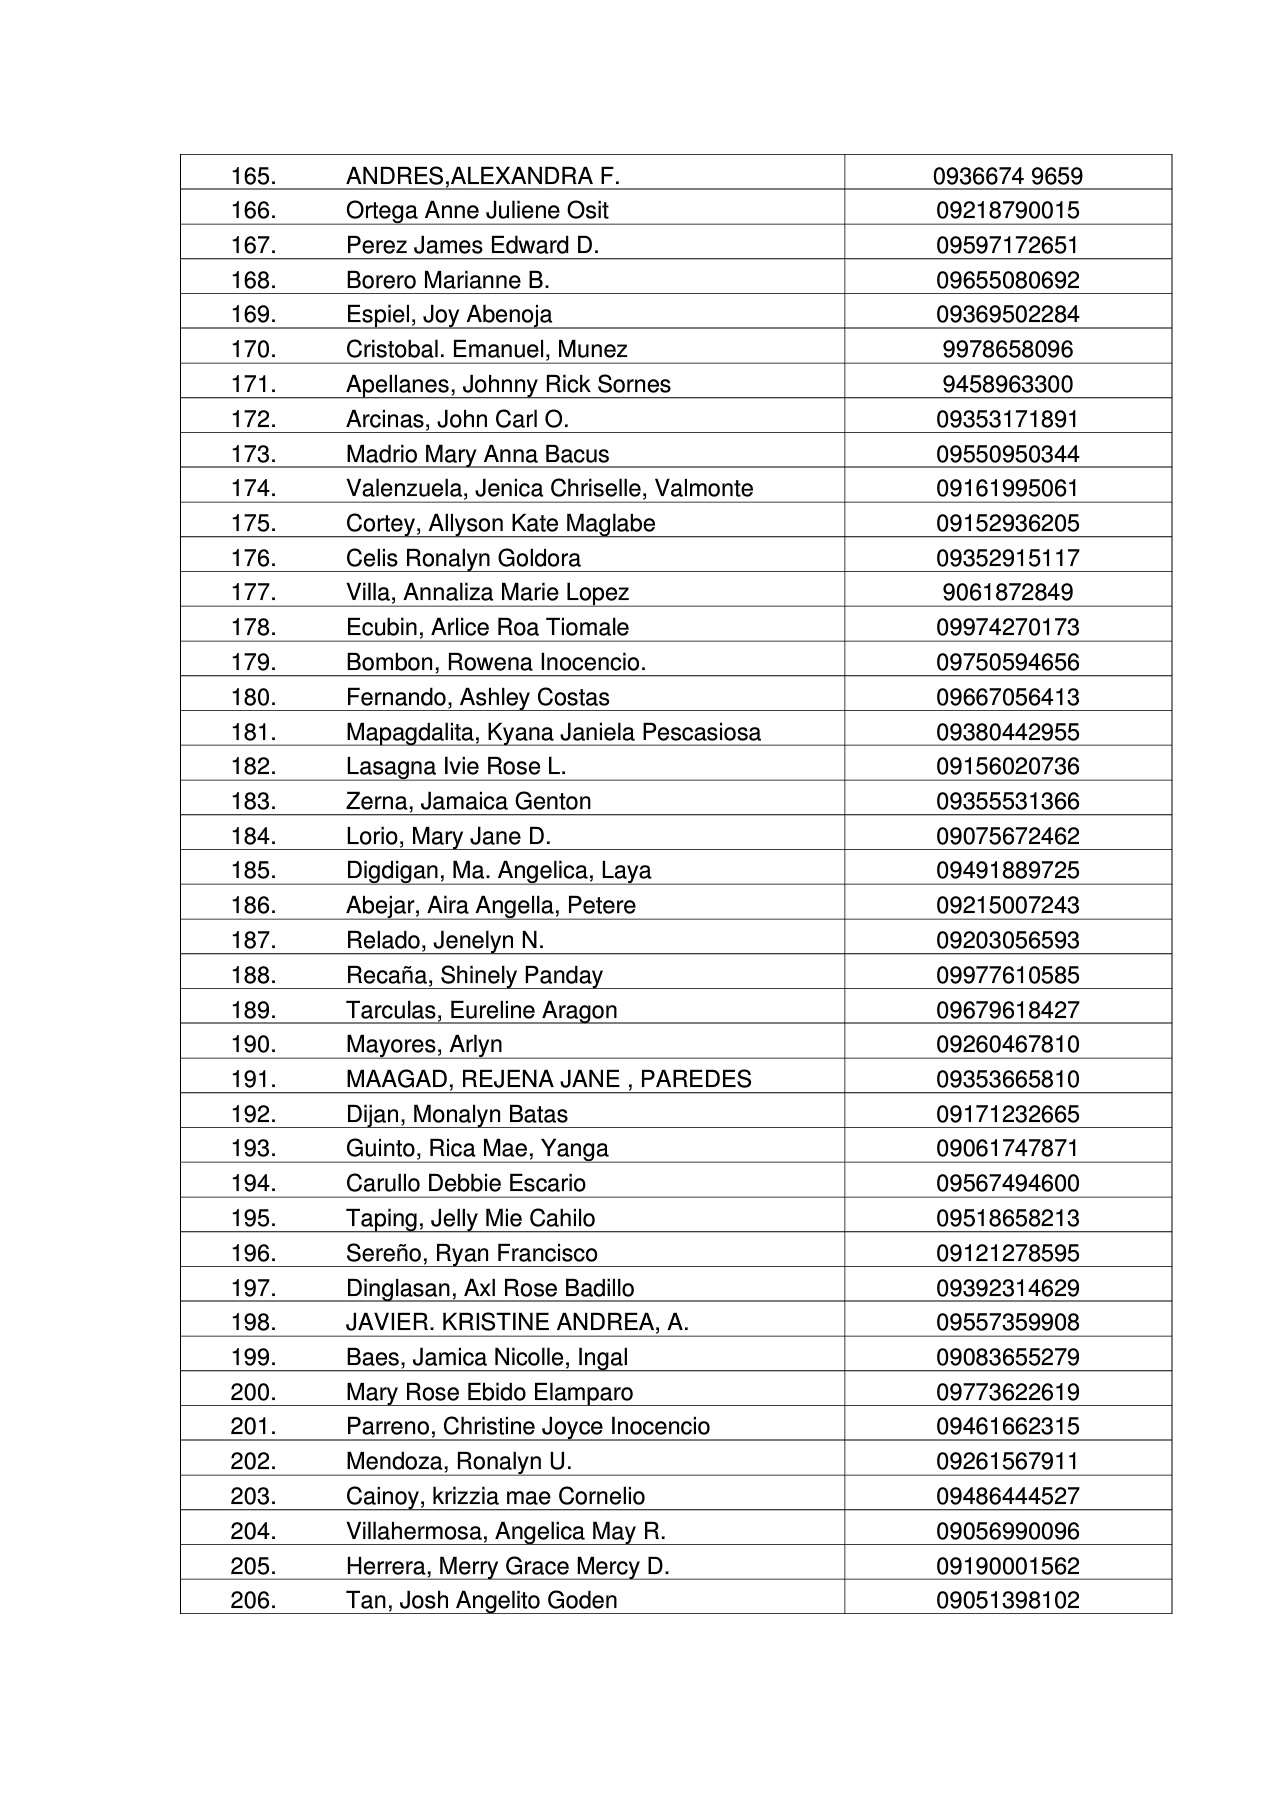 165. ANDRES,ALEXANDRA F. 0936674 9659
166. Ortega Anne Juliene Osit 09218790015
167. Perez James Edward D. 09597172651
168. Borero Marianne B. 09655080692
169. Espiel, Joy Abenoja 09369502284
170. Cristobal. Emanuel, Munez 9978658096
171. Apellanes, Johnny Rick Sornes 9458963300
172. Arcinas, John Carl O. 09353171891
173. Madrio Mary Anna Bacus 09550950344
174. Valenzuela, Jenica Chriselle, Valmonte 09161995061
175. Cortey, Allyson Kate Maglabe 09152936205
176. Celis Ronalyn Goldora 09352915117
177. Villa, Annaliza Marie Lopez 9061872849
178. Ecubin, Arlice Roa Tiomale 09974270173
179. Bombon, Rowena Inocencio. 09750594656
180. Fernando, Ashley Costas 09667056413
181. Mapagdalita, Kyana Janiela Pescasiosa 09380442955
182. Lasagna Ivie Rose L. 09156020736
183. Zerna, Jamaica Genton 09355531366
184. Lorio, Mary Jane D. 09075672462
185. Digdigan, Ma. Angelica, Laya 09491889725
186. Abejar, Aira Angella, Petere 09215007243
187. Relado, Jenelyn N. 09203056593
188. Recaña, Shinely Panday 09977610585
189. Tarculas, Eureline Aragon 09679618427
190. Mayores, Arlyn 09260467810
191. MAAGAD, REJENA JANE , PAREDES 09353665810
192. Dijan, Monalyn Batas 09171232665
193. Guinto, Rica Mae, Yanga 09061747871
194. Carullo Debbie Escario 09567494600
195. Taping, Jelly Mie Cahilo 09518658213
196. Sereño, Ryan Francisco 09121278595
197. Dinglasan, Axl Rose Badillo 09392314629
198. JAVIER. KRISTINE ANDREA, A. 09557359908
199. Baes, Jamica Nicolle, Ingal 09083655279
200. Mary Rose Ebido Elamparo 09773622619
201. Parreno, Christine Joyce Inocencio 09461662315
202. Mendoza, Ronalyn U. 09261567911
203. Cainoy, krizzia mae Cornelio 09486444527
204. Villahermosa, Angelica May R. 09056990096
205. Herrera, Merry Grace Mercy D. 09190001562
206. Tan, Josh Angelito Goden 09051398102